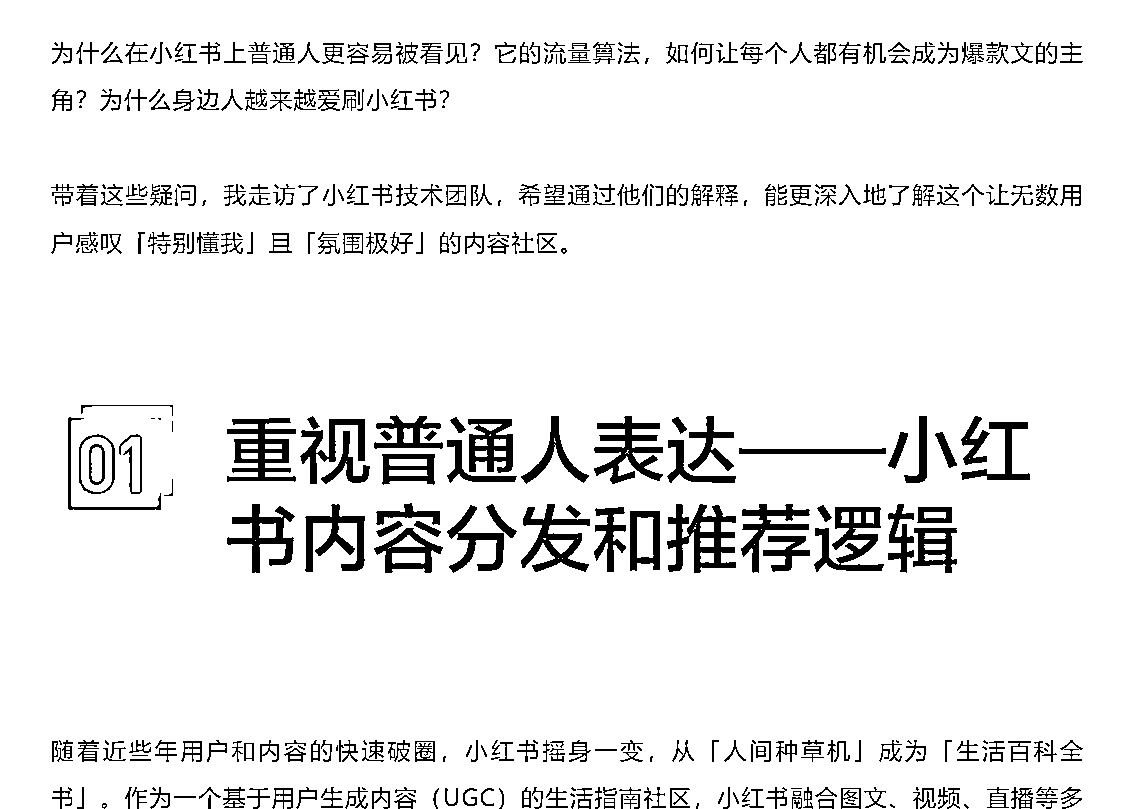 为什么在小红书上普通人更容易被看见？它的流量算法，如何让每个人都有机会成为爆款文的主
角？为什么身边人越来越爱刷小红书？
带着这些疑问，我走访了小红书技术团队，希望通过他们的解释，能更深入地了解这个让无数用
户感叹「特别懂我」且「氛围极好」的内容社区。
01
重视普通人表达——小红
书内容分发和推荐逻辑
随着近些年用户和内容的快速破圈，小红书摇身一变，从「人间种草机」成为「生活百科全
书」。作为一个基于用户生成内容（UGC）的生活指南社区，小红书融合图文、视频、直播等多